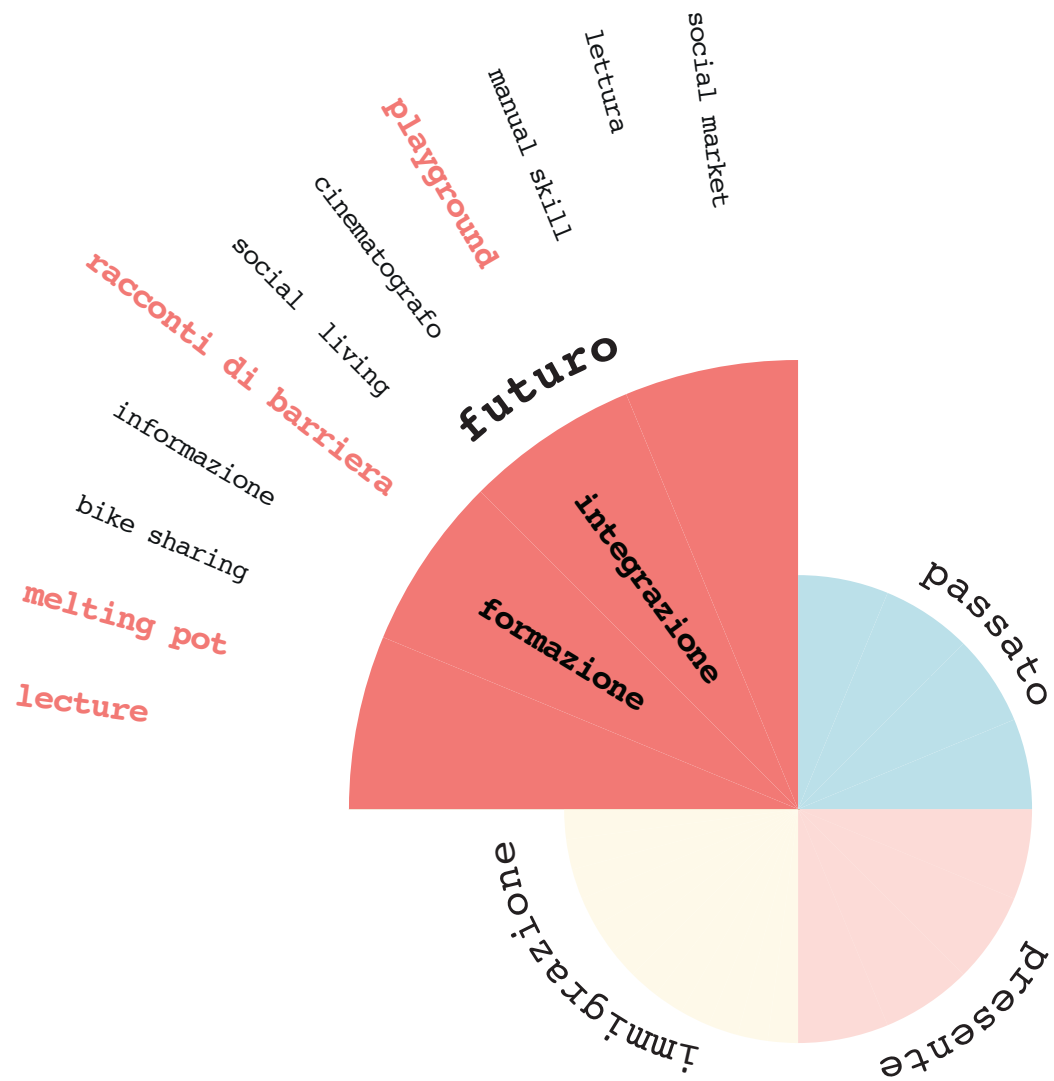 social market
lettura
manual skill
playground
cinematografo
social living
racconti di barriera
informazione
bike sharing
melting pot
lecture
futuro
integrazione
formazione
passato
presente
immigrazione